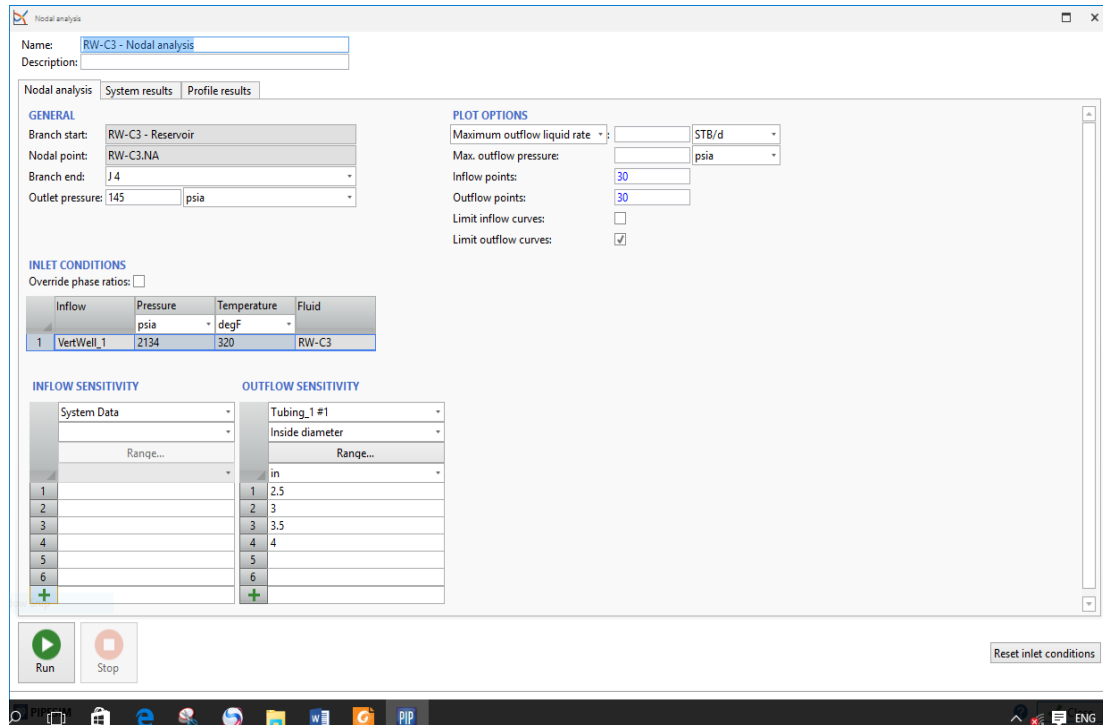 Nodal analysis
Name: RW-C3 - Nodal analysis
Description:
Nodal analysis System results Profile results
GENERAL
Branch start: RW-C3 - Reservoir
Nodal point: RW-C3.NA
Branch end: J 4
Outlet pressure: 145 psia
PLOT OPTIONS
Maximum outflow liquid rate : STB/d
Max. outflow pressure: psia
Inflow points: 30
Outflow points: 30
Limit inflow curves:
Limit outflow curves:
INLET CONDITIONS
Override phase ratios:
Inflow Pressure Temperature Fluid
psia degF
1 VertWell_1 2134 320 RW-C3
INFLOW SENSITIVITY
System Data
Range...
1
2
3
4
5
6
OUTFLOW SENSITIVITY
Tubing_1 #1
Inside diameter
Range...
in
1 2.5
2 3
3 3.5
4 4
5
6
Run Stop
Reset inlet conditions
PIPESIM
PIP
Close
ENG